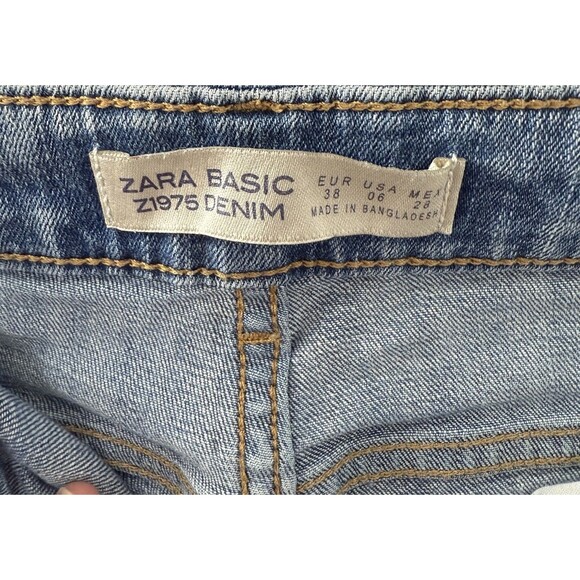 ZARA BASIC
Z1975 DENIM
EUR USA MEX
38 06 28
MADE IN BANGLADESH